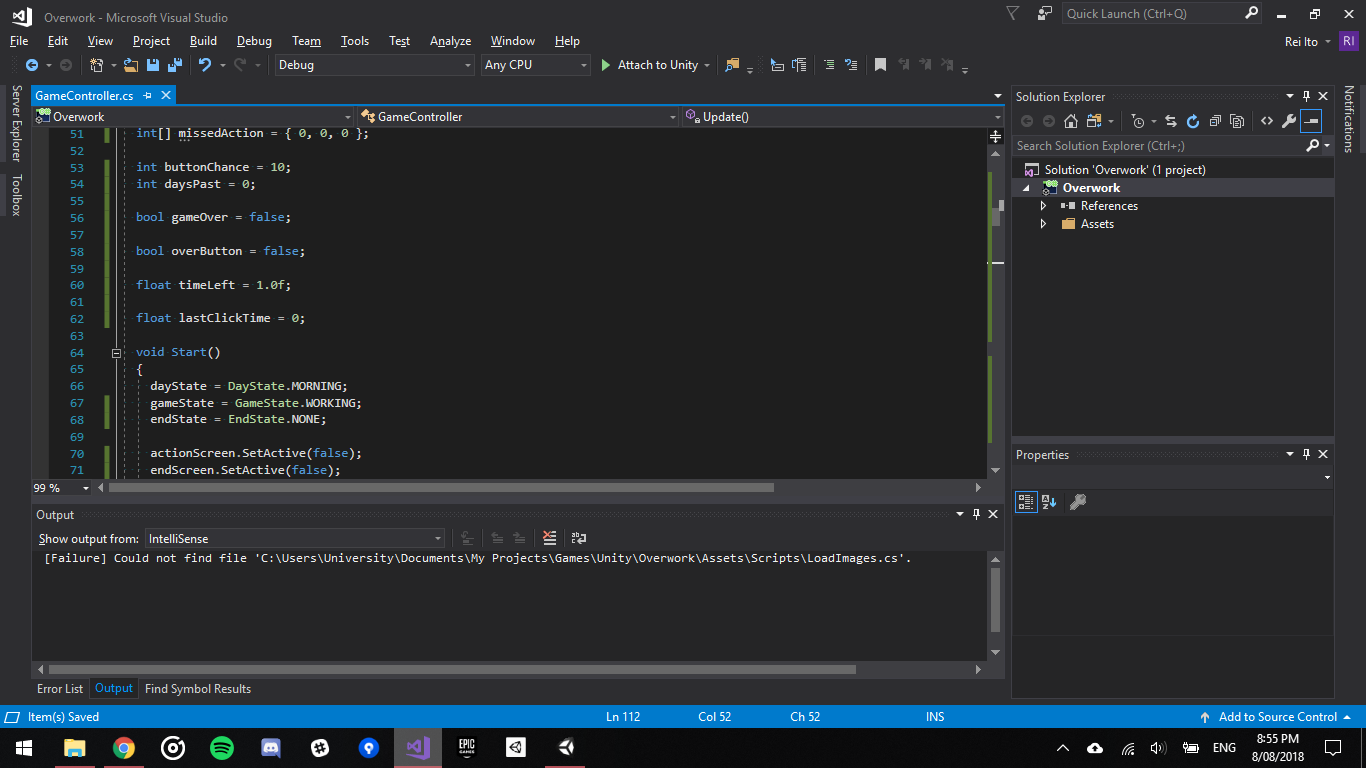 Overwork - Microsoft Visual Studio
Quick Launch (Ctrl+Q)
File Edit View Project Build Debug Team Tools Test Analyze Window Help
Rei Ito RI
Debug Any CPU Attach to Unity
Server Explorer
Toolbox
GameController.cs
Overwork GameController Update()
51 int[] missedAction = { 0, 0, 0 };
52
53 int buttonChance = 10;
54 int daysPast = 0;
55
56 bool gameOver = false;
57
58 bool overButton = false;
59
60 float timeLeft = 1.0f;
61
62 float lastClickTime = 0;
63
64 void Start()
65 {
66 dayState = DayState.MORNING;
67 gameState = GameState.WORKING;
68 endState = EndState.NONE;
69
70 actionScreen.SetActive(false);
71 endScreen.SetActive(false);
99 %
Output
Show output from: IntelliSense
[Failure] Could not find file 'C:\Users\University\Documents\My Projects\Games\Unity\Overwork\Assets\Scripts\LoadImages.cs'.
Error List Output Find Symbol Results
Solution Explorer
Search Solution Explorer (Ctrl+;)
Solution 'Overwork' (1 project)
Overwork
References
Assets
Properties
Notifications
Item(s) Saved Ln 112 Col 52 Ch 52 INS Add to Source Control
EPIC
GAMES
ENG
8:55 PM
8/08/2018